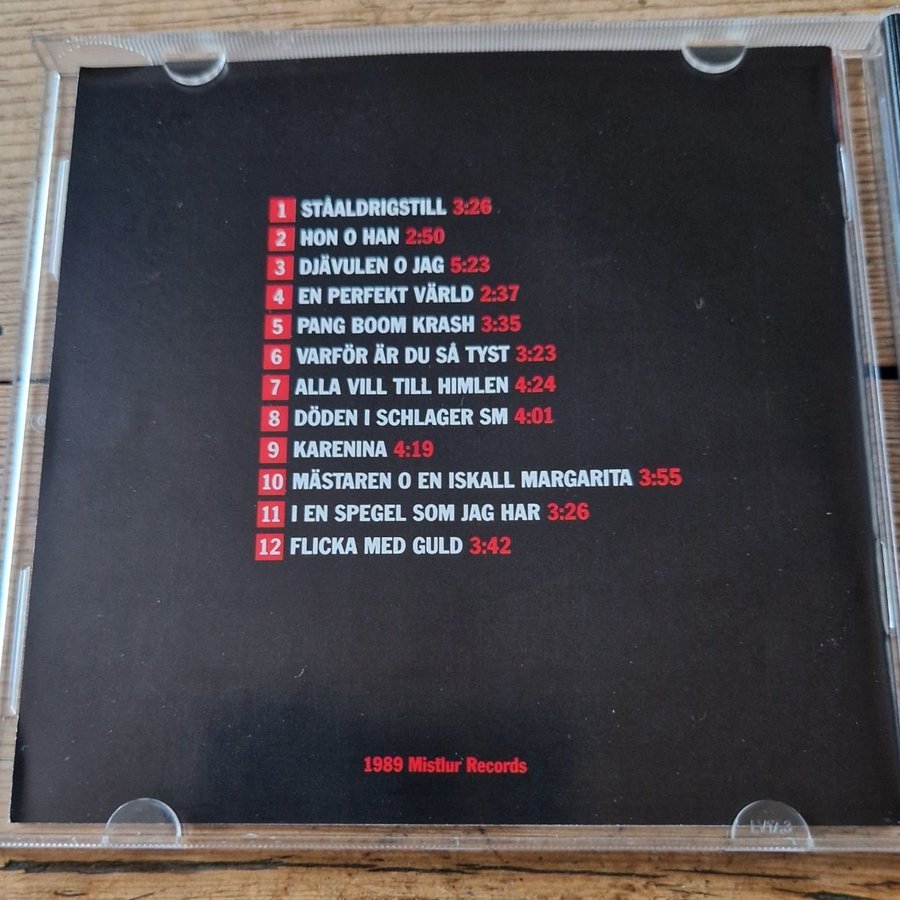 1 STÅALDRIGSTILL 3:26
2 HON O HAN 2:50
3 DJÄVULEN O JAG 5:23
4 EN PERFEKT VÄRLD 2:37
5 PANG BOOM KRASH 3:35
6 VARFÖR ÄR DU SÅ TYST 3:23
7 ALLA VILL TILL HIMLEN 4:24
8 DÖDEN I SCHLAGER SM 4:01
9 KARENINA 4:19
10 MÄSTAREN O EN ISKALL MARGARITA 3:55
11 I EN SPEGEL SOM JAG HAR 3:26
12 FLICKA MED GULD 3:42
1989 Mistlur Records